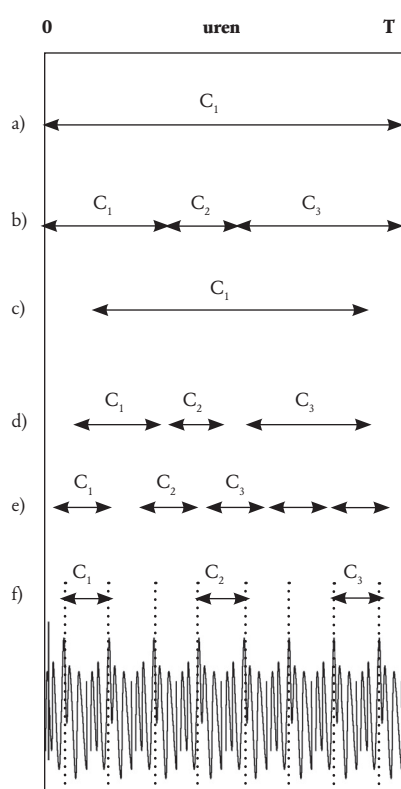 0 uren T
C₁
a)
C₁ C₂ C₃
b)
C₁
c)
C₁ C₂ C₃
d)
C₁ C₂ C₃
e)
C₁ C₂ C₃
f)